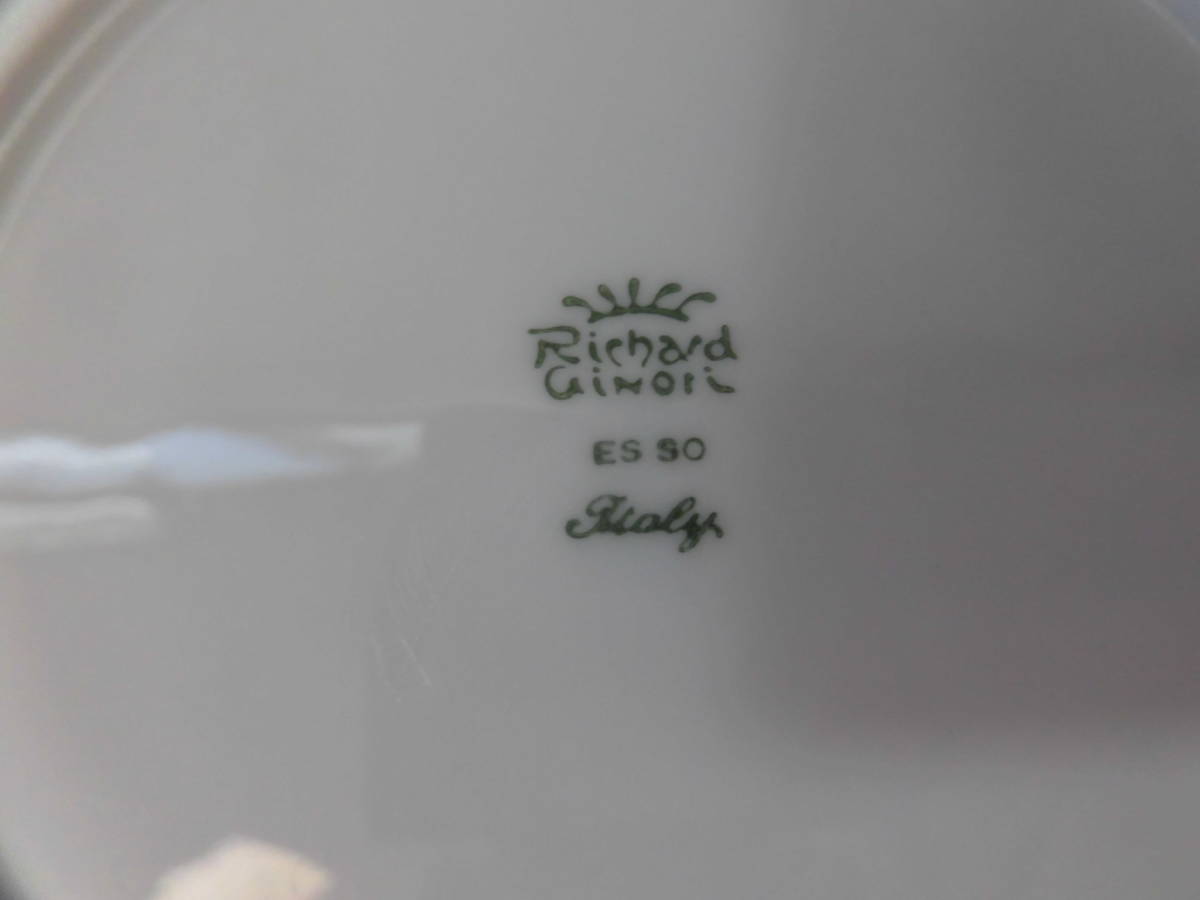 Richard
Ginori
ES 90
Italy